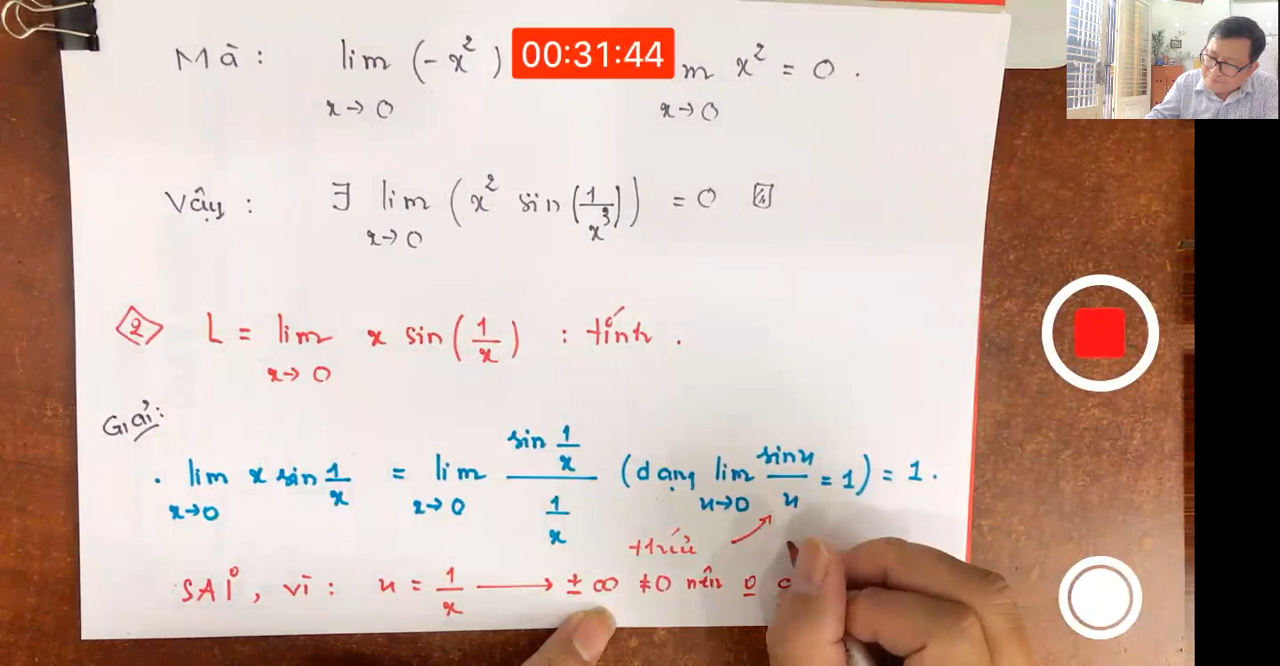 Mà : lim (-x²) 00:31:44 m x² = 0 .
x→0 x→0
Vậy : ∃ lim (x² sin(1/x³)) = 0
x→0
2 L = lim x sin(1/x) : tính .
x→0
Giải:
. lim x sin 1/x = lim (sin 1/x)/(1/x) (dạng lim sin u/u = 1) = 1 .
x→0 x→0 u→0
SAI, vì : u = 1/x → ± ∞ ≠ 0 nên